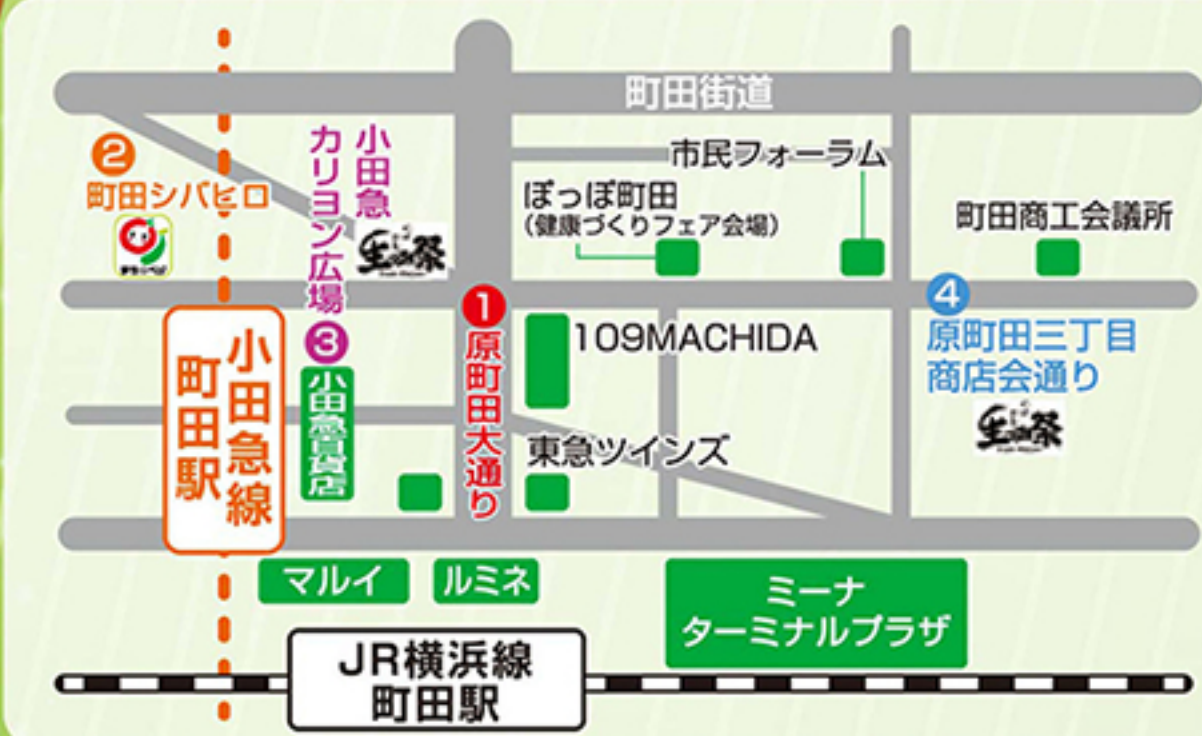 町田街道
② 町田シバヒロ
小田急
カリヨン広場 ③
生粋祭
市民フォーラム
ぽっぽ町田
(健康づくりフェア会場)
町田商工会議所
① 原町田大通り
109MACHIDA
④
原町田三丁目
商店会通り
小田急線
町田駅
小田急百貨店
東急ツインズ
マルイ
ルミネ
ミーナ
ターミナルプラザ
JR横浜線
町田駅